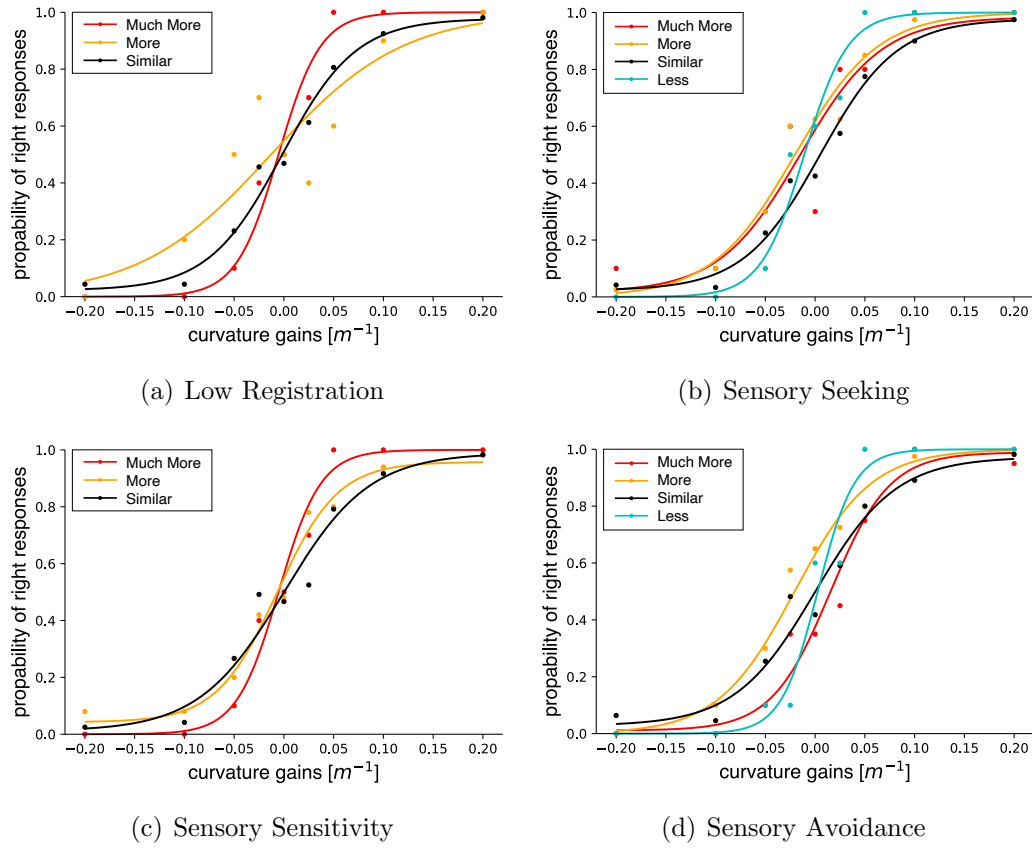 1.0
0.8
0.6
0.4
0.2
0.0
propability of right responses
Much More
More
Similar
−0.20 −0.15 −0.10 −0.05 0.00 0.05 0.10 0.15 0.20
curvature gains [m⁻¹]
(a) Low Registration
1.0
0.8
0.6
0.4
0.2
0.0
propability of right responses
Much More
More
Similar
Less
−0.20 −0.15 −0.10 −0.05 0.00 0.05 0.10 0.15 0.20
curvature gains [m⁻¹]
(b) Sensory Seeking
1.0
0.8
0.6
0.4
0.2
0.0
propability of right responses
Much More
More
Similar
−0.20 −0.15 −0.10 −0.05 0.00 0.05 0.10 0.15 0.20
curvature gains [m⁻¹]
(c) Sensory Sensitivity
1.0
0.8
0.6
0.4
0.2
0.0
propability of right responses
Much More
More
Similar
Less
−0.20 −0.15 −0.10 −0.05 0.00 0.05 0.10 0.15 0.20
curvature gains [m⁻¹]
(d) Sensory Avoidance